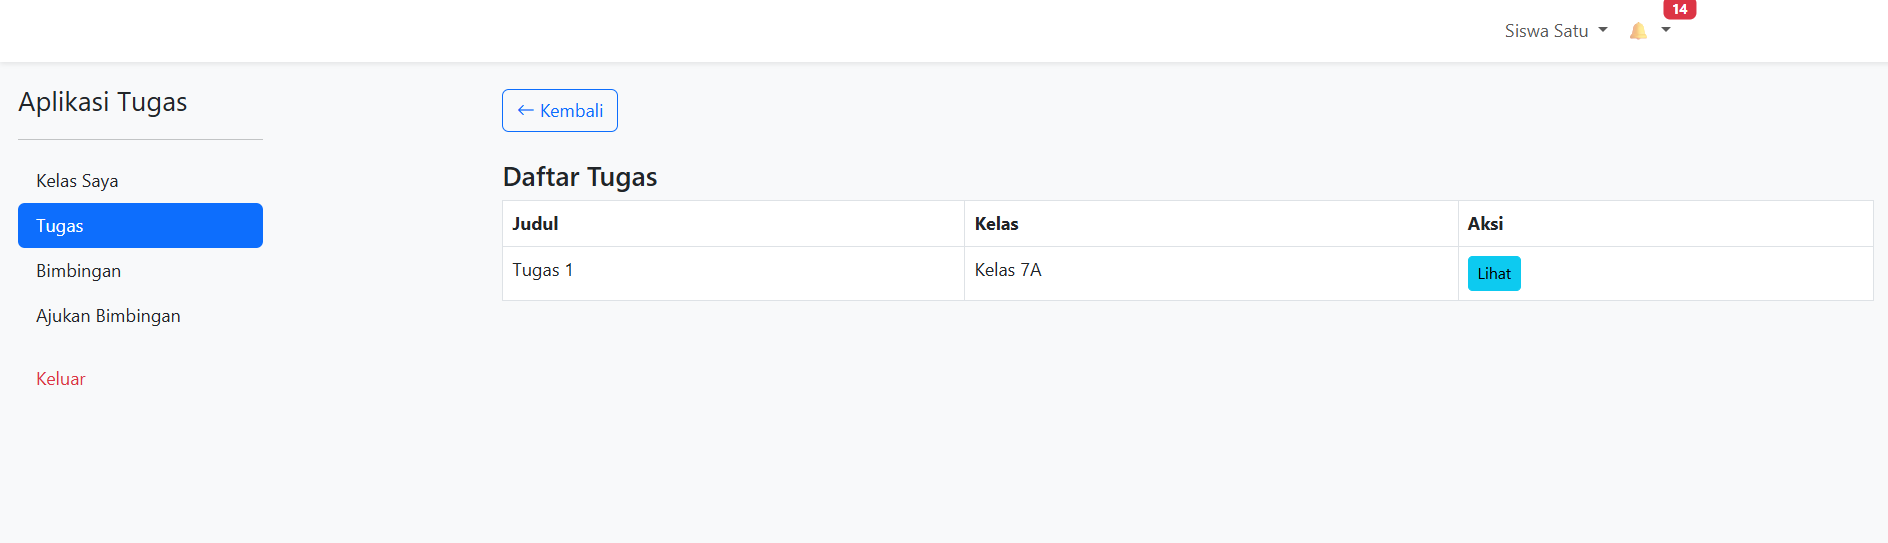 14
Siswa Satu
Aplikasi Tugas
Kelas Saya
Tugas
Bimbingan
Ajukan Bimbingan
Keluar
← Kembali
Daftar Tugas
Judul Kelas Aksi
Tugas 1 Kelas 7A Lihat